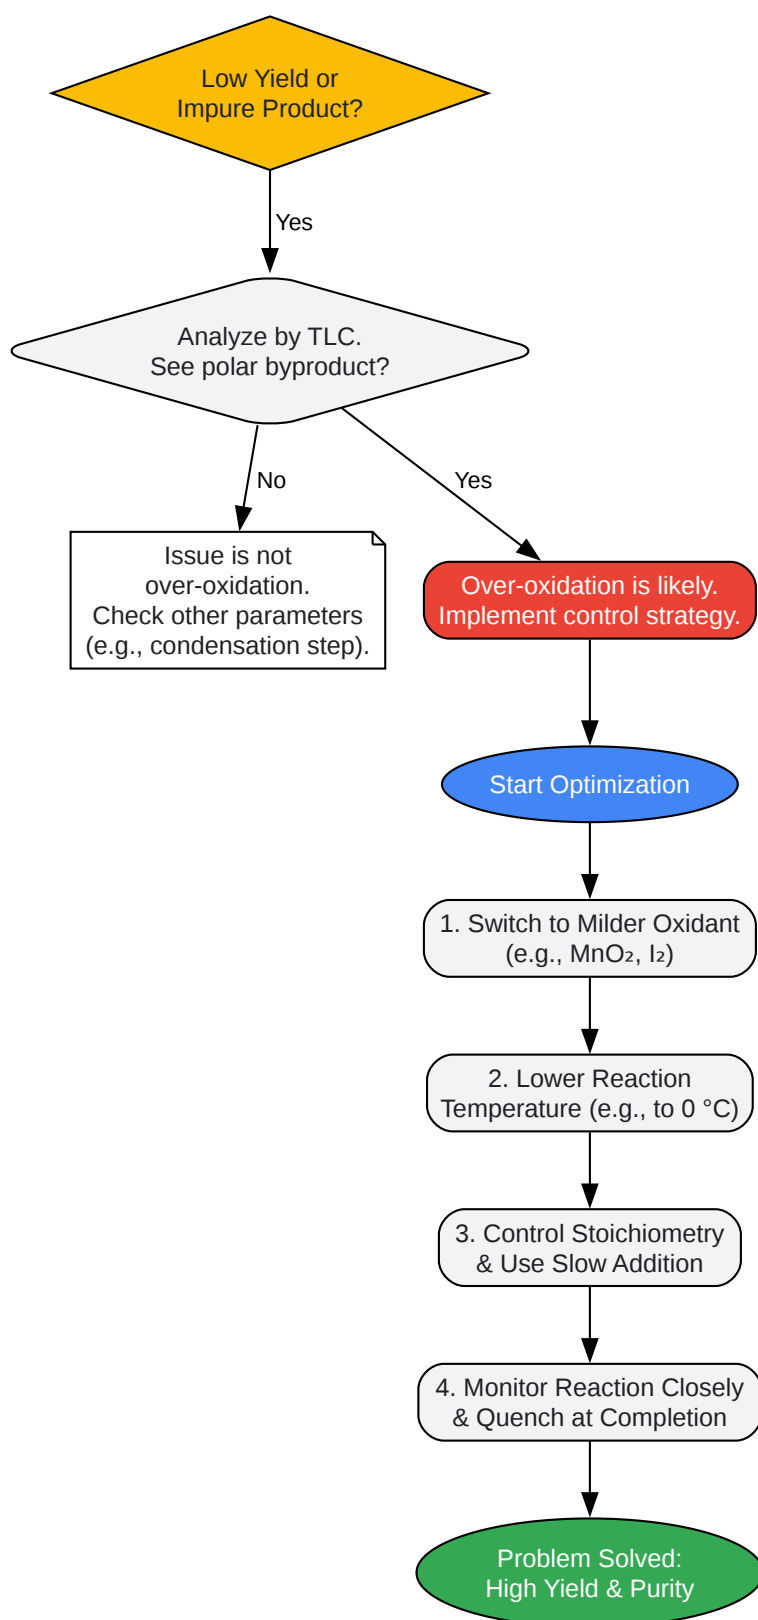 Low Yield or
Impure Product?
Yes
Analyze by TLC.
See polar byproduct?
No
Yes
Issue is not
over-oxidation.
Check other parameters
(e.g., condensation step).
Over-oxidation is likely.
Implement control strategy.
Start Optimization
1. Switch to Milder Oxidant
(e.g., MnO₂, I₂)
2. Lower Reaction
Temperature (e.g., to 0 °C)
3. Control Stoichiometry
& Use Slow Addition
4. Monitor Reaction Closely
& Quench at Completion
Problem Solved:
High Yield & Purity